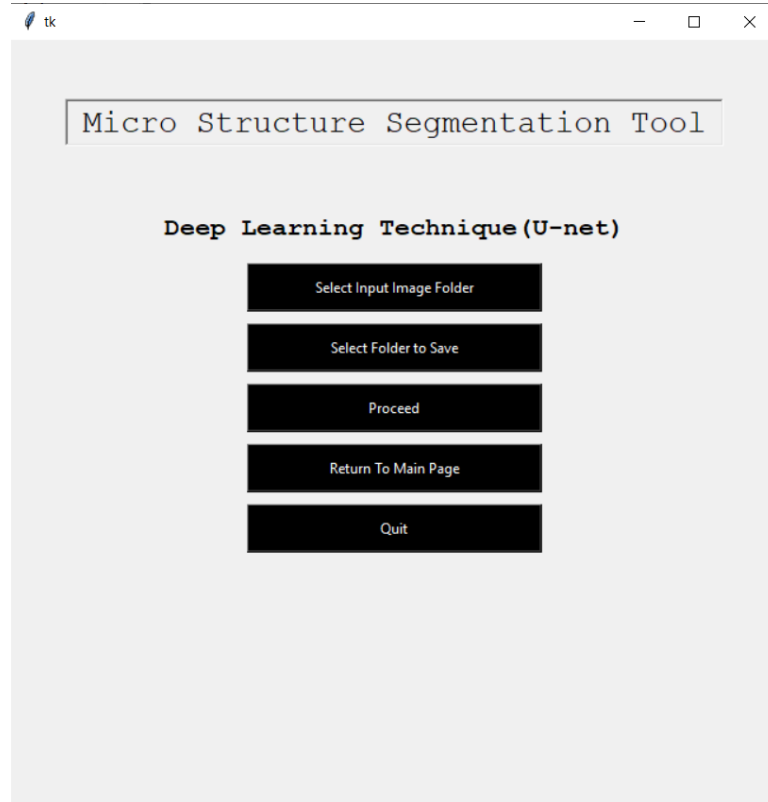 tk
Micro Structure Segmentation Tool
Deep Learning Technique(U-net)
Select Input Image Folder
Select Folder to Save
Proceed
Return To Main Page
Quit